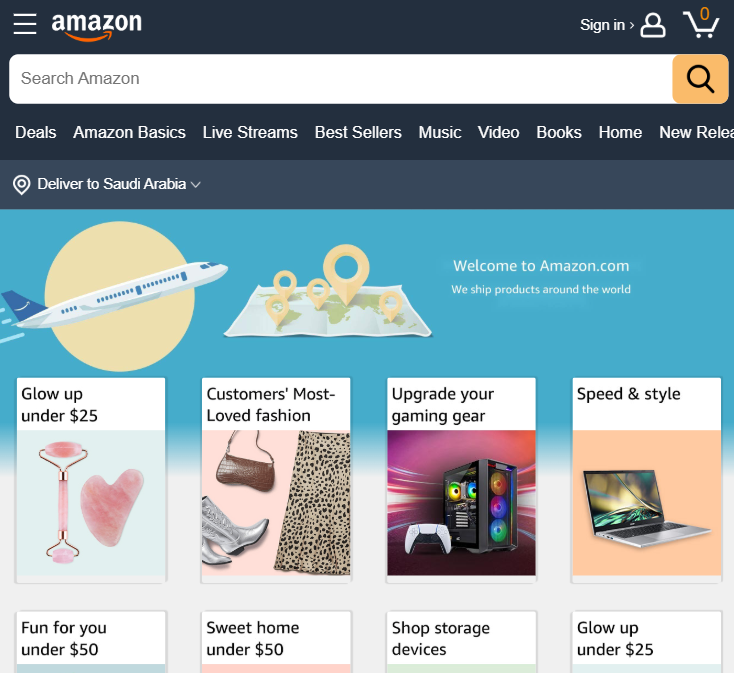 amazon
Sign in ›
0
Search Amazon
Deals Amazon Basics Live Streams Best Sellers Music Video Books Home New Relea
Deliver to Saudi Arabia
Welcome to Amazon.com
We ship products around the world
Glow up
under $25
Customers' Most-
Loved fashion
Upgrade your
gaming gear
Speed & style
Fun for you
under $50
Sweet home
under $50
Shop storage
devices
Glow up
under $25